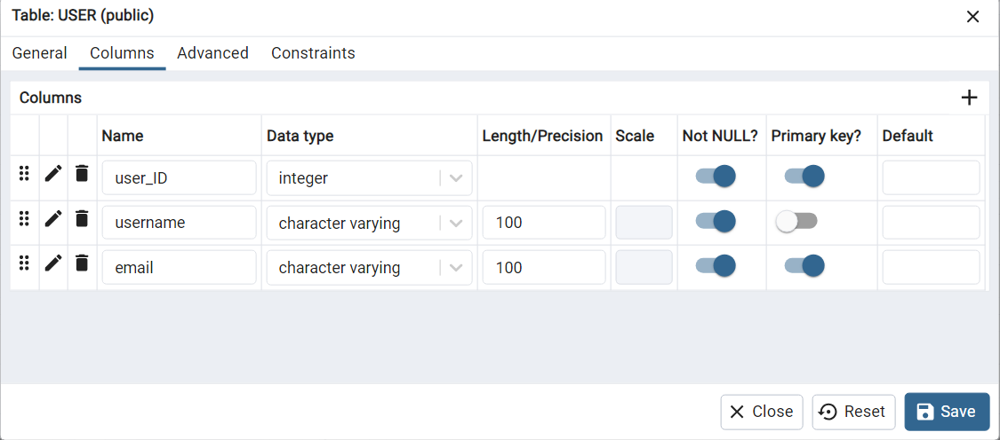 Table: USER (public)
General Columns Advanced Constraints
Columns
Name Data type Length/Precision Scale Not NULL? Primary key? Default
user_ID integer
username character varying 100
email character varying 100
Close Reset Save